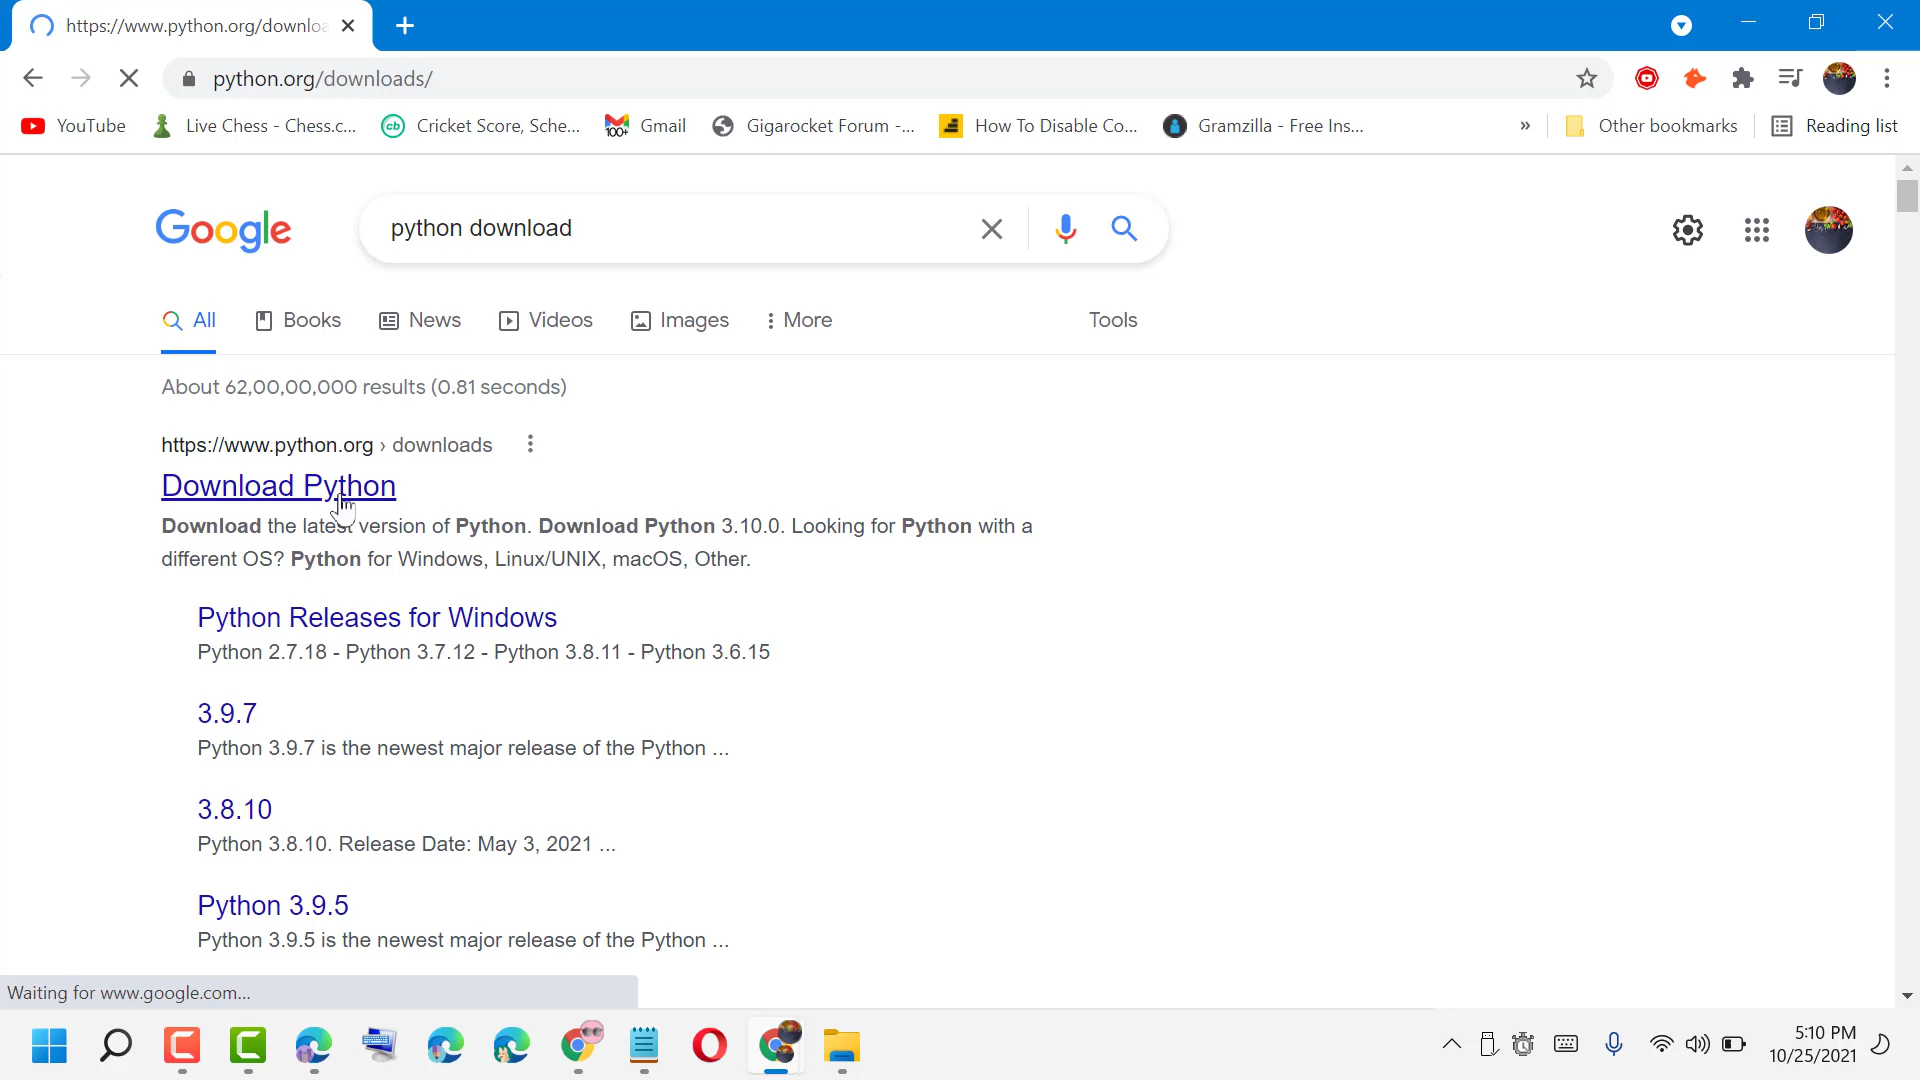 https://www.python.org/downloa
python.org/downloads/
YouTube
Live Chess - Chess.c...
cb
Cricket Score, Sche...
100+
Gmail
Gigarocket Forum -...
How To Disable Co...
Gramzilla - Free Ins...
»
Other bookmarks
Reading list
Google
python download
All
Books
News
Videos
Images
More
Tools
About 62,00,00,000 results (0.81 seconds)
https://www.python.org › downloads
Download Python
Download the latest version of Python. Download Python 3.10.0. Looking for Python with a
different OS? Python for Windows, Linux/UNIX, macOS, Other.
Python Releases for Windows
Python 2.7.18 - Python 3.7.12 - Python 3.8.11 - Python 3.6.15
3.9.7
Python 3.9.7 is the newest major release of the Python ...
3.8.10
Python 3.8.10. Release Date: May 3, 2021 ...
Python 3.9.5
Python 3.9.5 is the newest major release of the Python ...
Waiting for www.google.com...
5:10 PM
10/25/2021